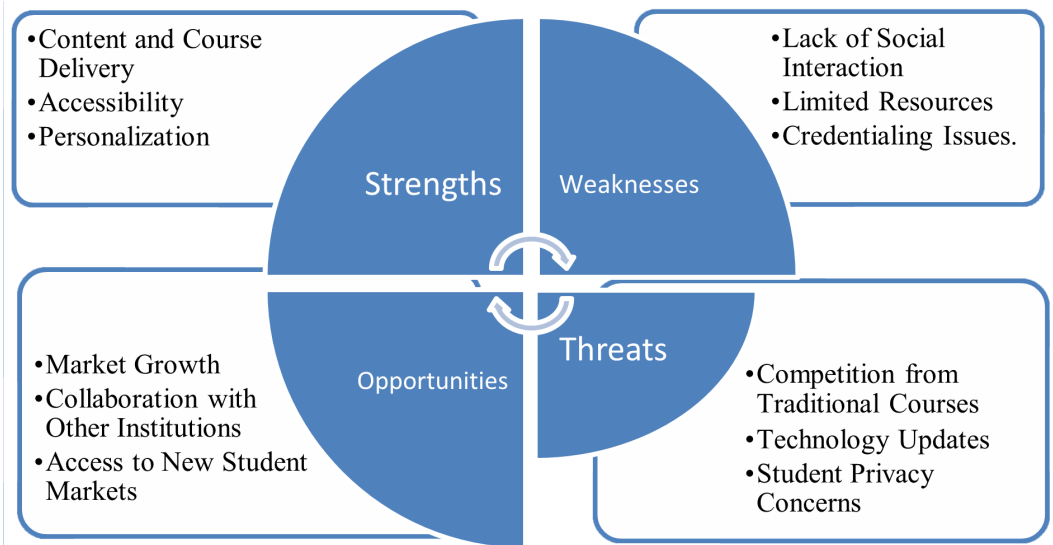 •Content and Course
Delivery
•Accessibility
•Personalization
Strengths
•Lack of Social
Interaction
•Limited Resources
•Credentialing Issues.
Weaknesses
•Market Growth
•Collaboration with
Other Institutions
•Access to New Student
Markets
Opportunities
Threats
•Competition from
Traditional Courses
•Technology Updates
•Student Privacy
Concerns